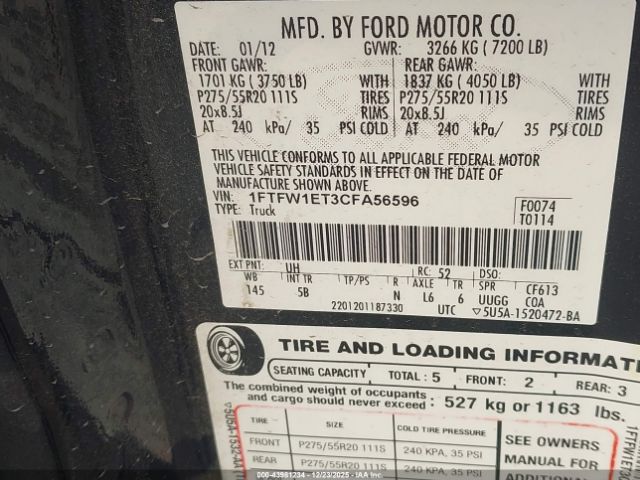 MFD. BY FORD MOTOR CO.
DATE: 01/12 GVWR: 3266 KG ( 7200 LB)
FRONT GAWR: REAR GAWR:
1701 KG ( 3750 LB) WITH 1837 KG ( 4050 LB) WITH
P275/55R20 111S TIRES P275/55R20 111S TIRES
20x8.5J RIMS 20x8.5J RIMS
AT 240 kPa/ 35 PSI COLD AT 240 kPa/ 35 PSI COLD
THIS VEHICLE CONFORMS TO ALL APPLICABLE FEDERAL MOTOR
VEHICLE SAFETY STANDARDS IN EFFECT ON THE DATE OF
MANUFACTURE SHOWN ABOVE.
VIN: 1FTFW1ET3CFA56596 F0074
TYPE: Truck T0114
EXT PNT: UH RC: 52 DSO:
WB INT TR TP/PS R AXLE TR SPR CF613
145 5B N L6 6 UUGG COA
2201201187330 UTC ▽5U5A-1520472-BA
TIRE AND LOADING INFORMATI
SEATING CAPACITY TOTAL : 5 FRONT: 2 REAR: 3
The combined weight of occupants
and cargo should never exceed : 527 kg or 1163 lbs.
TIRE SIZE COLD TIRE PRESSURE SEE OWNERS
FRONT P275/55R20 111S 240 KPA, 35 PSI MANUAL FOR
REAR P275/55R20 111S 240 KPA, 35 PSI ADDITIONAL
000-43981234 | 12/23/2025 | COPYRIGHT IAA